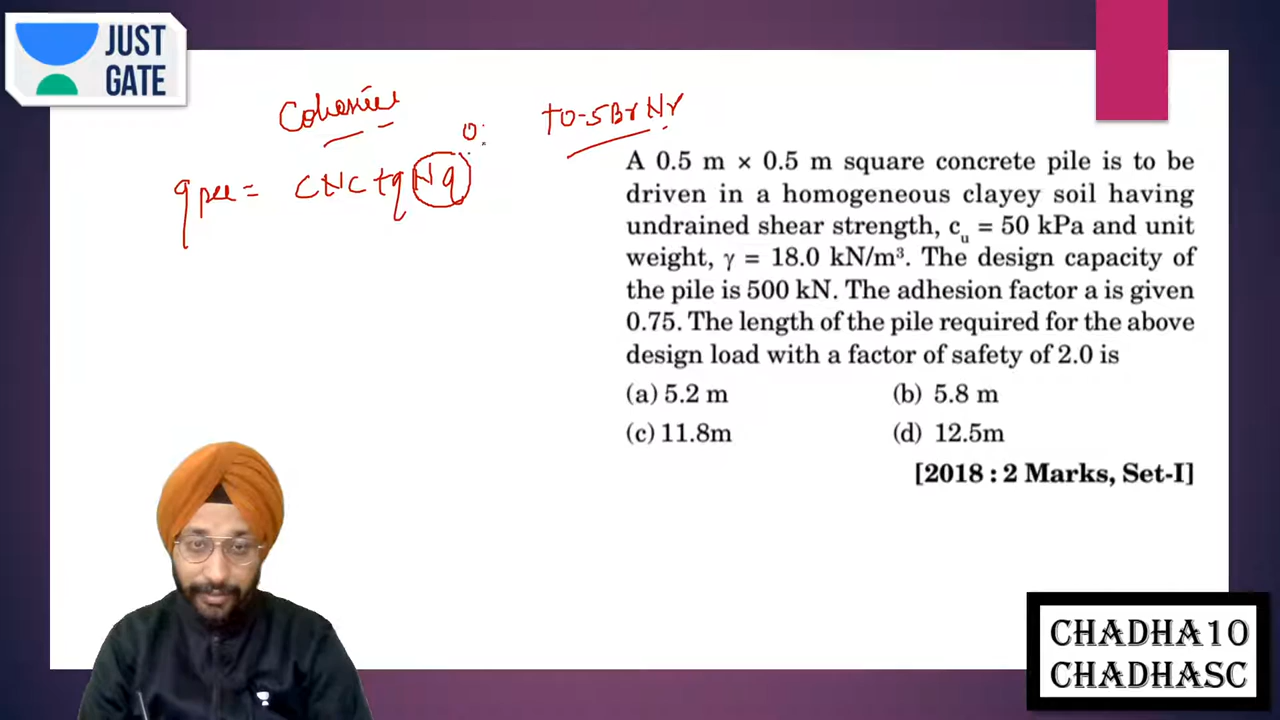 JUST
GATE
Cohesive
+0.5BγNγ
0.
q pile = CNC+qNq
A 0.5 m × 0.5 m square concrete pile is to be
driven in a homogeneous clayey soil having
undrained shear strength, cᵤ = 50 kPa and unit
weight, γ = 18.0 kN/m³. The design capacity of
the pile is 500 kN. The adhesion factor a is given
0.75. The length of the pile required for the above
design load with a factor of safety of 2.0 is
(a) 5.2 m (b) 5.8 m
(c) 11.8m (d) 12.5m
[2018 : 2 Marks, Set-I]
CHADHA10
CHADHASC